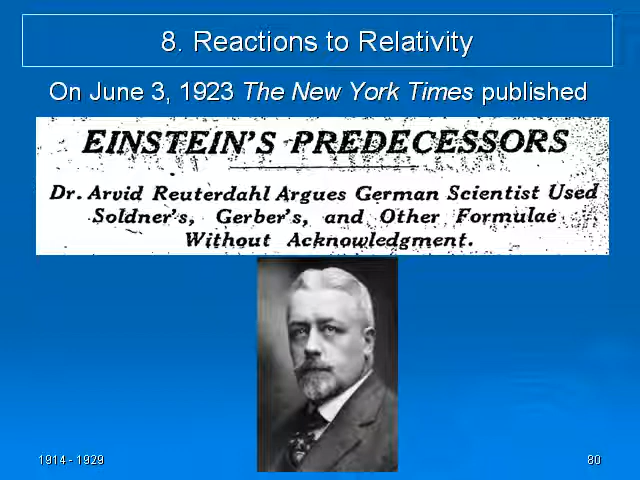 8. Reactions to Relativity
On June 3, 1923 The New York Times published
EINSTEIN'S PREDECESSORS
Dr. Arvid Reuterdahl Argues German Scientist Used
Soldner's, Gerber's, and Other Formulae
Without Acknowledgment.
1914 - 1929
80